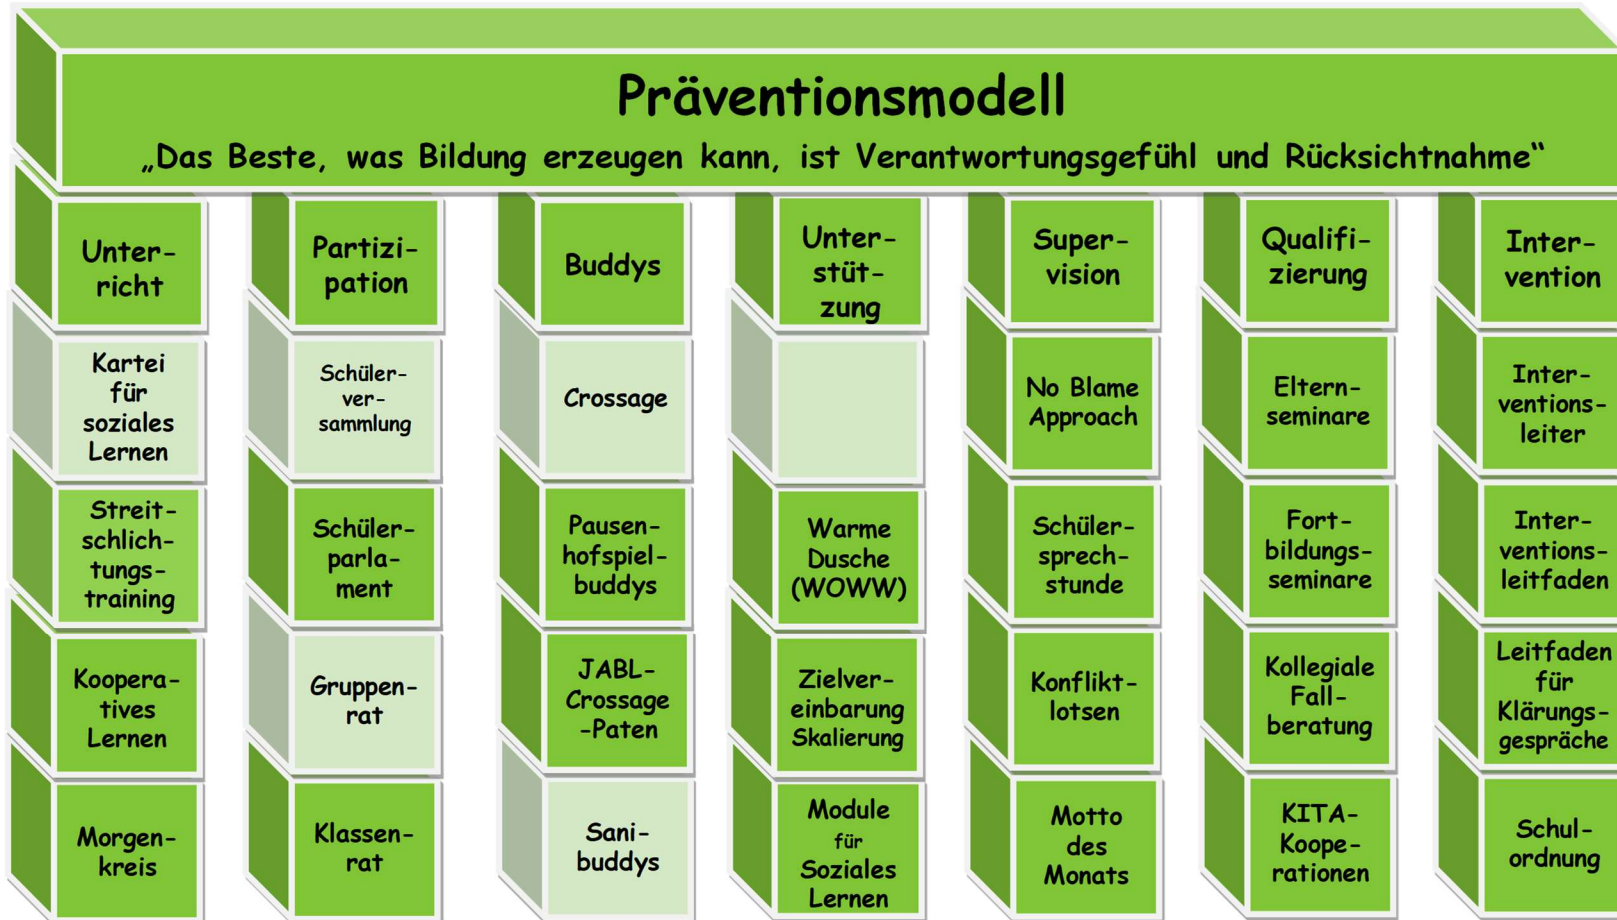 Präventionsmodell
„Das Beste, was Bildung erzeugen kann, ist Verantwortungsgefühl und Rücksichtnahme“
Unter-
richt
Kartei
für
soziales
Lernen
Streit-
schlich-
tungs-
training
Koopera-
tives
Lernen
Morgen-
kreis
Partizi-
pation
Schüler-
ver-
sammlung
Schüler-
parla-
ment
Gruppen-
rat
Klassen-
rat
Buddys
Crossage
Pausen-
hofspiel-
buddys
JABL-
Crossage
-Paten
Sani-
buddys
Unter-
stüt-
zung
Warme
Dusche
(WOWW)
Zielver-
einbarung
Skalierung
Module
für
Soziales
Lernen
Super-
vision
No Blame
Approach
Schüler-
sprech-
stunde
Konflikt-
lotsen
Motto
des
Monats
Qualifi-
zierung
Eltern-
seminare
Fort-
bildungs-
seminare
Kollegiale
Fall-
beratung
KITA-
Koope-
rationen
Inter-
vention
Inter-
ventions-
leiter
Inter-
ventions-
leitfaden
Leitfaden
für
Klärungs-
gespräche
Schul-
ordnung